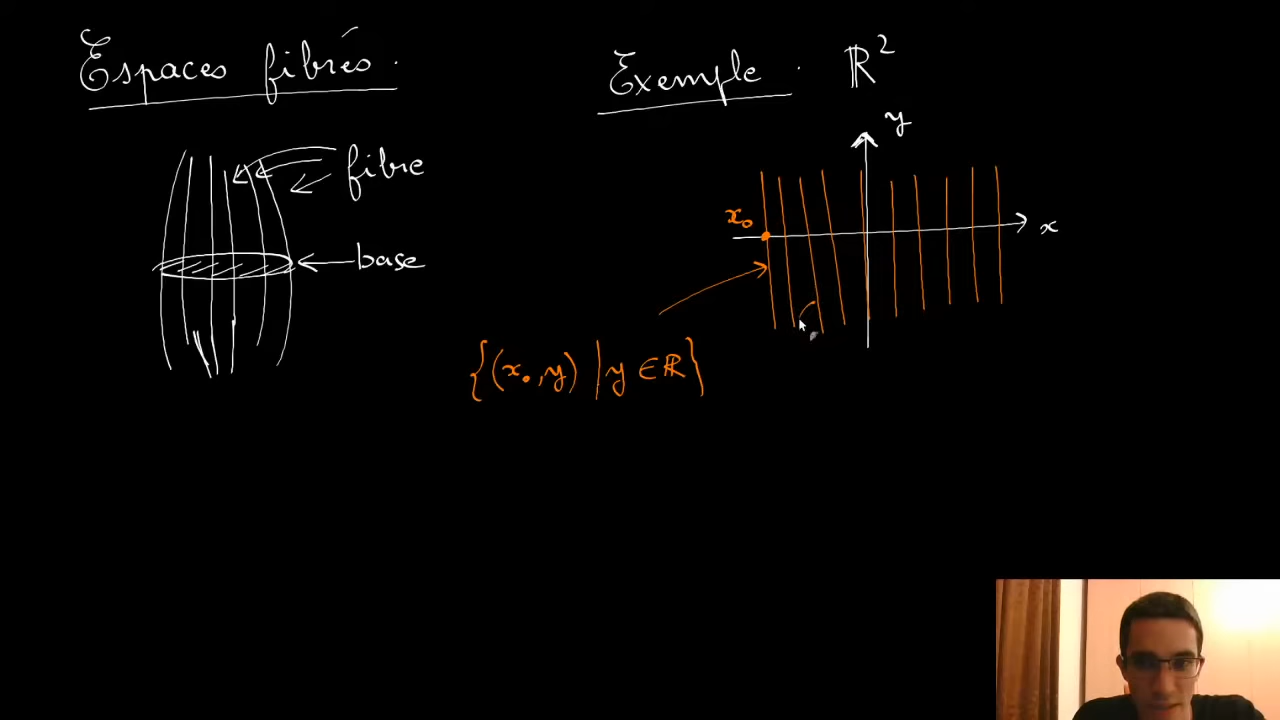 Espaces fibrés.
fibre
base
Exemple. ℝ²
y
x₀
x
{(x₀,y) | y ∈ ℝ}